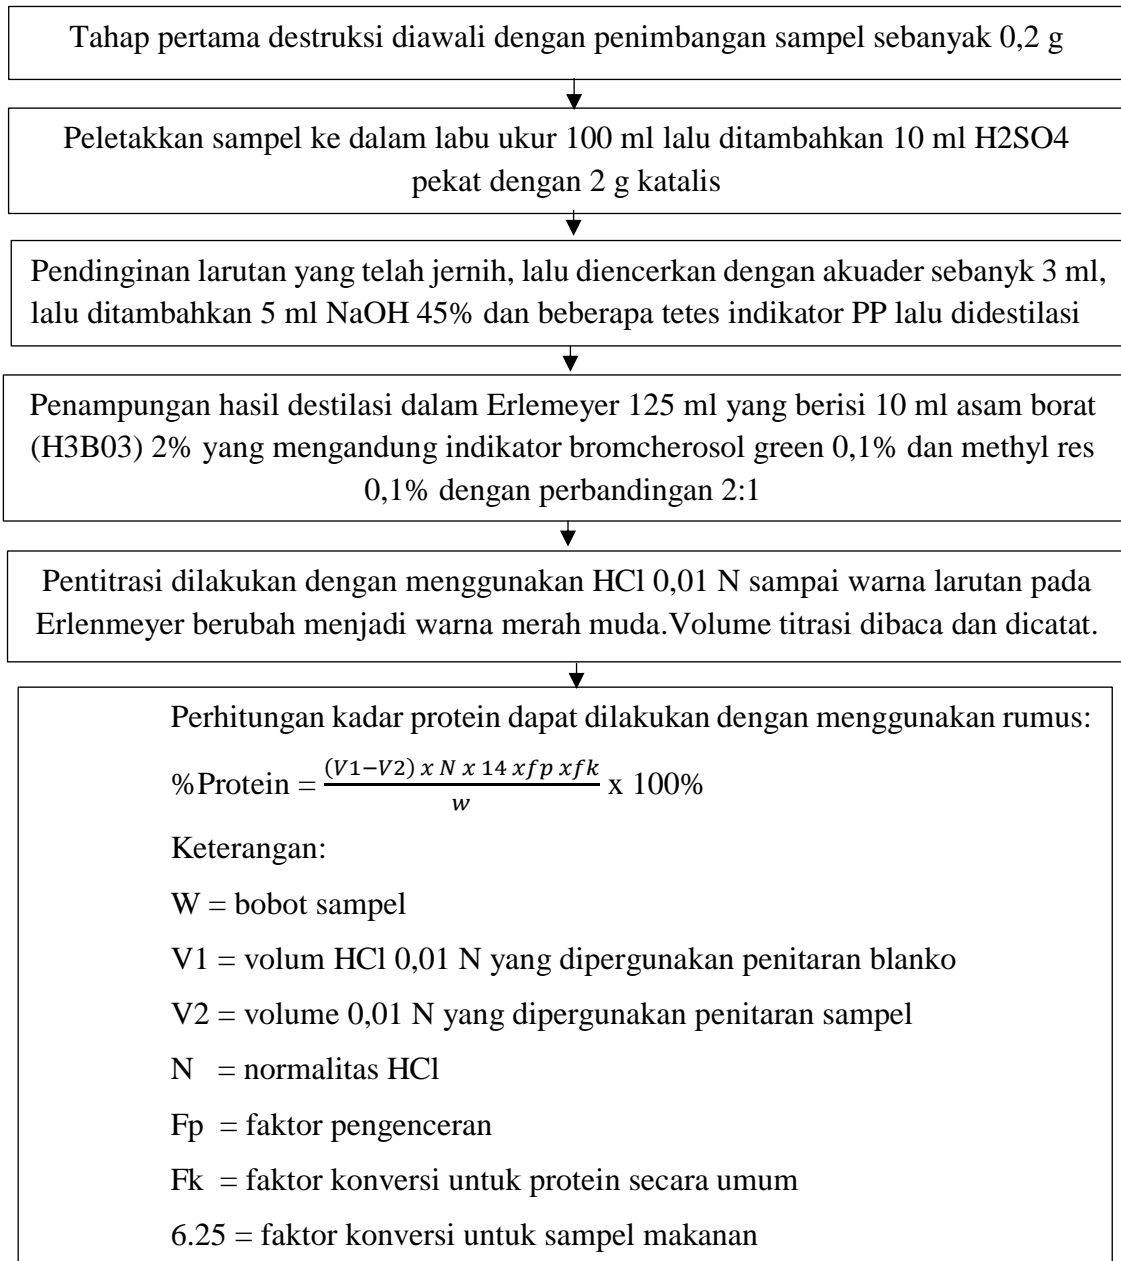 Tahap pertama destruksi diawali dengan penimbangan sampel sebanyak 0,2 g
Peletakkan sampel ke dalam labu ukur 100 ml lalu ditambahkan 10 ml H2SO4
pekat dengan 2 g katalis
Pendinginan larutan yang telah jernih, lalu diencerkan dengan akuader sebanyk 3 ml,
lalu ditambahkan 5 ml NaOH 45% dan beberapa tetes indikator PP lalu didestilasi
Penampungan hasil destilasi dalam Erlemeyer 125 ml yang berisi 10 ml asam borat
(H3B03) 2% yang mengandung indikator bromcherosol green 0,1% dan methyl res
0,1% dengan perbandingan 2:1
Pentitrasi dilakukan dengan menggunakan HCl 0,01 N sampai warna larutan pada
Erlenmeyer berubah menjadi warna merah muda.Volume titrasi dibaca dan dicatat.
Perhitungan kadar protein dapat dilakukan dengan menggunakan rumus:
%Protein = \frac{(V1−V2) x N x 14 xfp xfk}{w} x 100%
Keterangan:
W = bobot sampel
V1 = volum HCl 0,01 N yang dipergunakan penitaran blanko
V2 = volume 0,01 N yang dipergunakan penitaran sampel
N = normalitas HCl
Fp = faktor pengenceran
Fk = faktor konversi untuk protein secara umum
6.25 = faktor konversi untuk sampel makanan